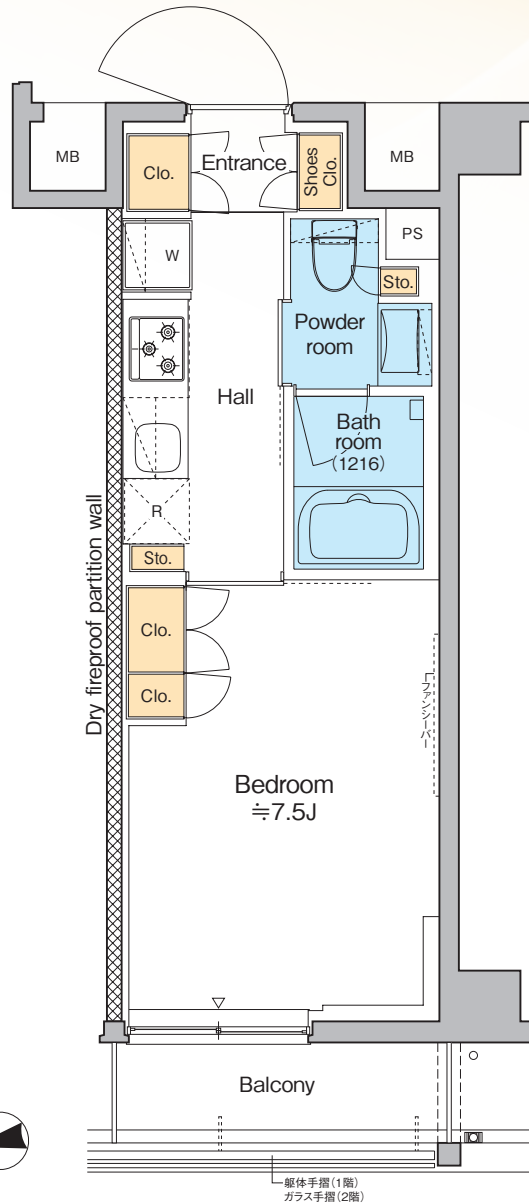 MB
Clo.
Entrance
Shoes
Clo.
MB
W
PS
Sto.
Powder
room
Hall
Bath
room
(1216)
R
Sto.
Dry fireproof partition wall
Clo.
Clo.
「ファンシーバー
Bedroom
≒7.5J
Balcony
躯体手摺(1階)
ガラス手摺(2階)